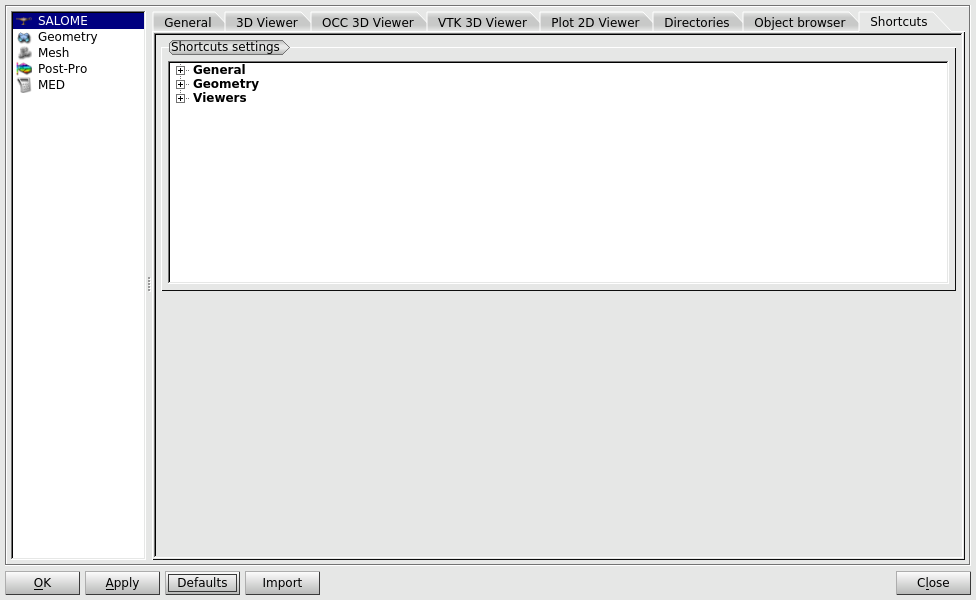 SALOME
Geometry
Mesh
Post-Pro
MED
General 3D Viewer OCC 3D Viewer VTK 3D Viewer Plot 2D Viewer Directories Object browser Shortcuts
Shortcuts settings
General
Geometry
Viewers
OK Apply Defaults Import Close